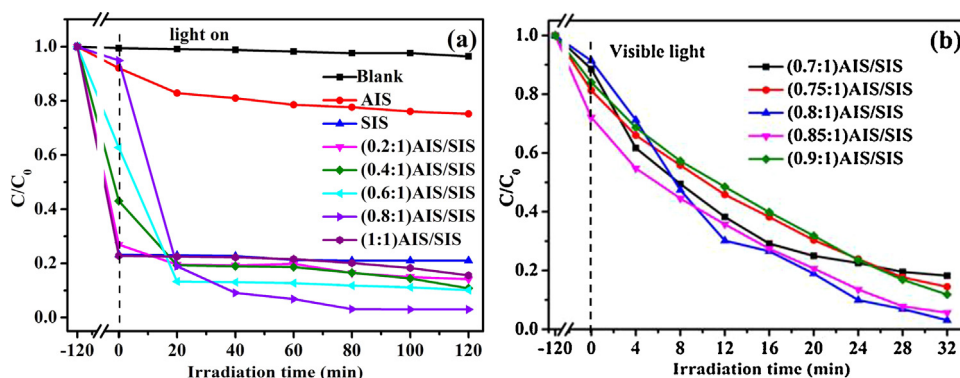 (a)
light on
Blank
AIS
SIS
(0.2:1)AIS/SIS
(0.4:1)AIS/SIS
(0.6:1)AIS/SIS
(0.8:1)AIS/SIS
(1:1)AIS/SIS
C/C0
1.0
0.8
0.6
0.4
0.2
0.0
-120 0 20 40 60 80 100 120
Irradiation time (min)
(b)
Visible light
(0.7:1)AIS/SIS
(0.75:1)AIS/SIS
(0.8:1)AIS/SIS
(0.85:1)AIS/SIS
(0.9:1)AIS/SIS
C/C0
1.0
0.8
0.6
0.4
0.2
0.0
-120 0 4 8 12 16 20 24 28 32
Irradiation time (min)